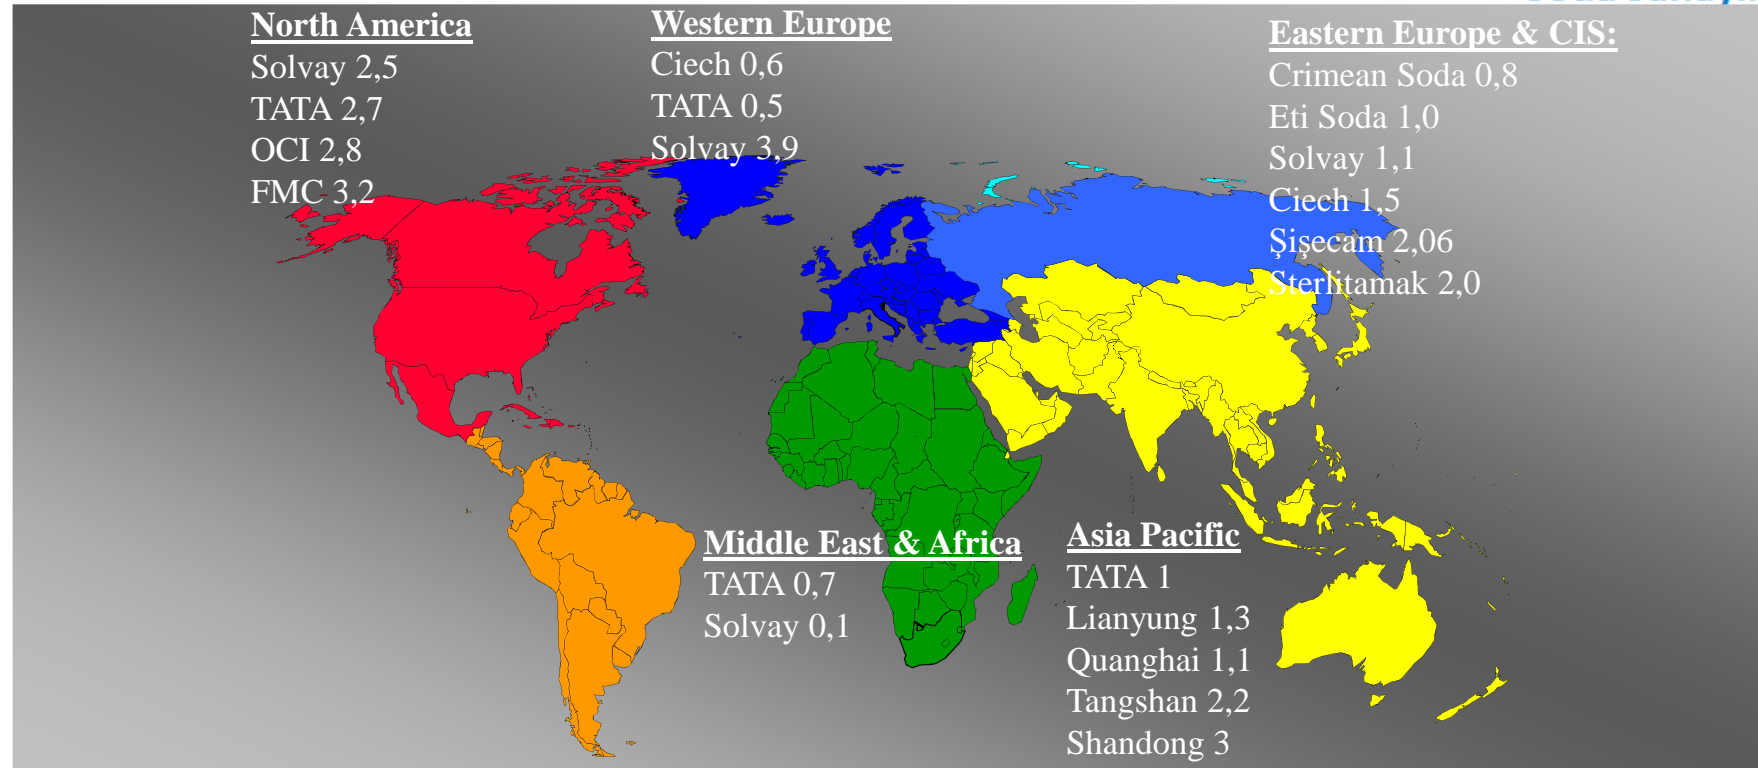 North America
Solvay 2,5
TATA 2,7
OCI 2,8
FMC 3,2
Western Europe
Ciech 0,6
TATA 0,5
Solvay 3,9
Eastern Europe & CIS:
Crimean Soda 0,8
Eti Soda 1,0
Solvay 1,1
Ciech 1,5
Şişecam 2,06
Sterlitamak 2,0
Middle East & Africa
TATA 0,7
Solvay 0,1
Asia Pacific
TATA 1
Lianyung 1,3
Quanghai 1,1
Tangshan 2,2
Shandong 3